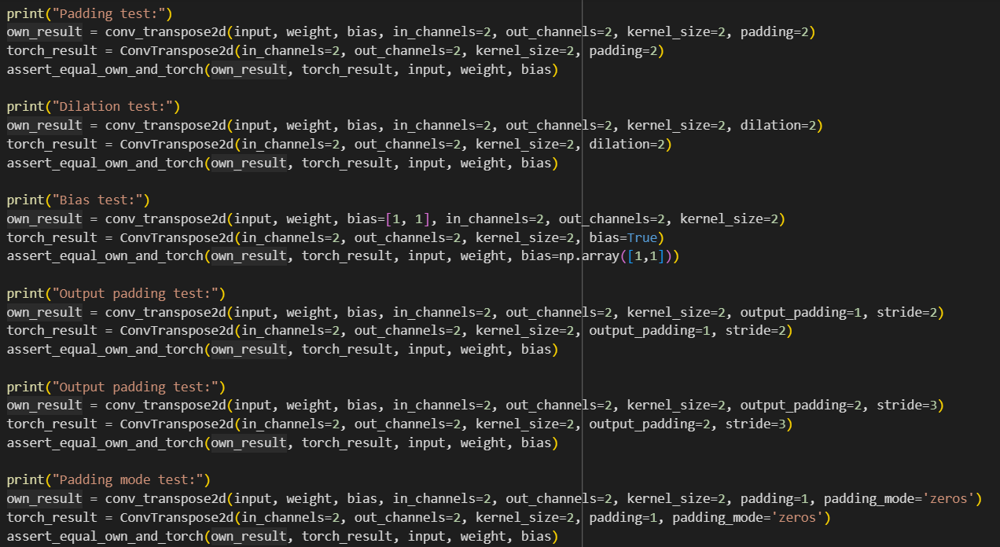 print("Padding test:")
own_result = conv_transpose2d(input, weight, bias, in_channels=2, out_channels=2, kernel_size=2, padding=2)
torch_result = ConvTranspose2d(in_channels=2, out_channels=2, kernel_size=2, padding=2)
assert_equal_own_and_torch(own_result, torch_result, input, weight, bias)

print("Dilation test:")
own_result = conv_transpose2d(input, weight, bias, in_channels=2, out_channels=2, kernel_size=2, dilation=2)
torch_result = ConvTranspose2d(in_channels=2, out_channels=2, kernel_size=2, dilation=2)
assert_equal_own_and_torch(own_result, torch_result, input, weight, bias)

print("Bias test:")
own_result = conv_transpose2d(input, weight, bias=[1, 1], in_channels=2, out_channels=2, kernel_size=2)
torch_result = ConvTranspose2d(in_channels=2, out_channels=2, kernel_size=2, bias=True)
assert_equal_own_and_torch(own_result, torch_result, input, weight, bias=np.array([1,1]))

print("Output padding test:")
own_result = conv_transpose2d(input, weight, bias, in_channels=2, out_channels=2, kernel_size=2, output_padding=1, stride=2)
torch_result = ConvTranspose2d(in_channels=2, out_channels=2, kernel_size=2, output_padding=1, stride=2)
assert_equal_own_and_torch(own_result, torch_result, input, weight, bias)

print("Output padding test:")
own_result = conv_transpose2d(input, weight, bias, in_channels=2, out_channels=2, kernel_size=2, output_padding=2, stride=3)
torch_result = ConvTranspose2d(in_channels=2, out_channels=2, kernel_size=2, output_padding=2, stride=3)
assert_equal_own_and_torch(own_result, torch_result, input, weight, bias)

print("Padding mode test:")
own_result = conv_transpose2d(input, weight, bias, in_channels=2, out_channels=2, kernel_size=2, padding=1, padding_mode='zeros')
torch_result = ConvTranspose2d(in_channels=2, out_channels=2, kernel_size=2, padding=1, padding_mode='zeros')
assert_equal_own_and_torch(own_result, torch_result, input, weight, bias)